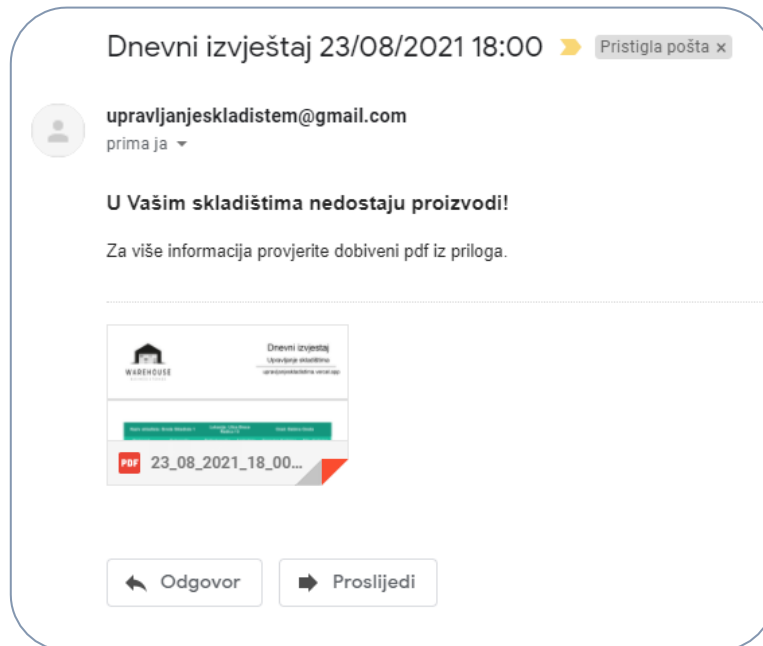 Dnevni izvještaj 23/08/2021 18:00
Pristigla pošta ×
upravljanjeskladistem@gmail.com
prima ja
U Vašim skladištima nedostaju proizvodi!
Za više informacija provjerite dobiveni pdf iz priloga.
Dnevni izvjestaj
Upravljanje skladištima
WAREHOUSE
PDF 23_08_2021_18_00...
Odgovor
Proslijedi